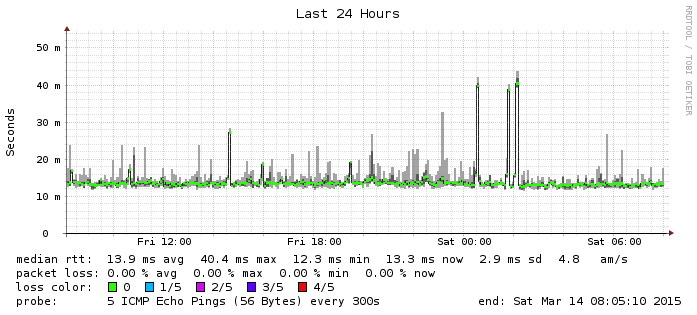 Last 24 Hours
RRDTOOL / TOBI OETIKER
Seconds
50 m
40 m
30 m
20 m
10 m
0
Fri 12:00 Fri 18:00 Sat 00:00 Sat 06:00
median rtt: 13.9 ms avg 40.4 ms max 12.3 ms min 13.3 ms now 2.9 ms sd 4.8 am/s
packet loss: 0.00 % avg 0.00 % max 0.00 % min 0.00 % now
loss color: 0 1/5 2/5 3/5 4/5
probe: 5 ICMP Echo Pings (56 Bytes) every 300s end: Sat Mar 14 08:05:10 2015